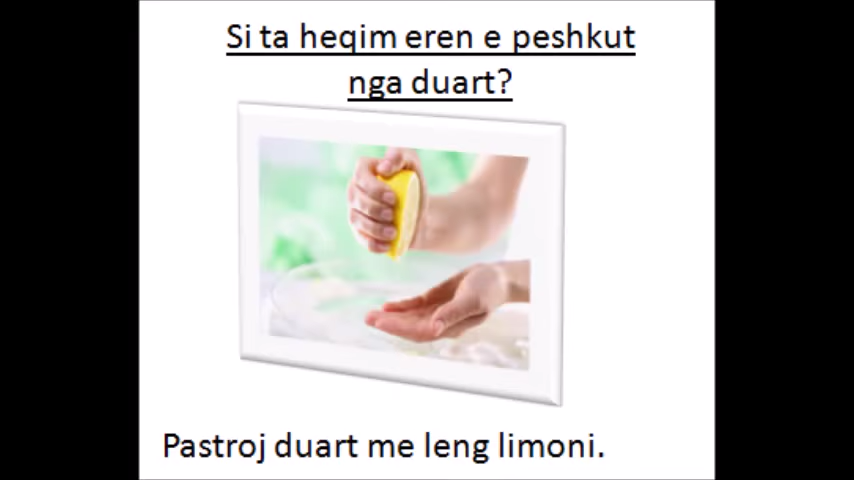 Si ta heqim eren e peshkut
nga duart?
Pastroj duart me leng limoni.